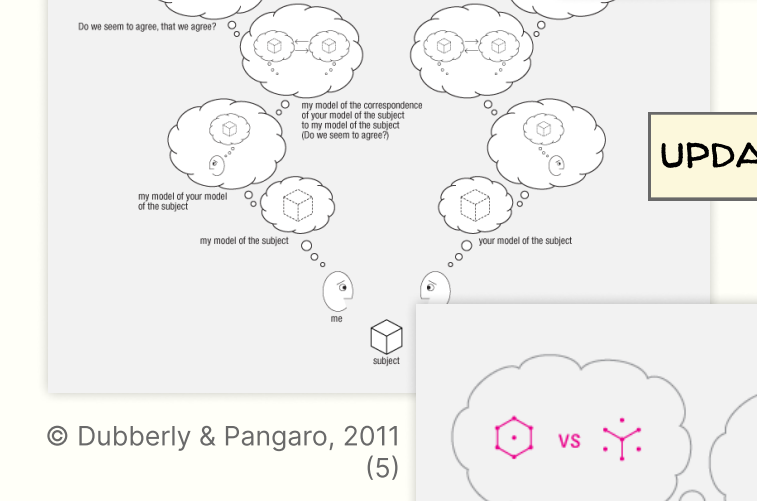 Do we seem to agree, that we agree?
my model of the correspondence
of your model of the subject
to my model of the subject
(Do we seem to agree?)
my model of your model
of the subject
my model of the subject
your model of the subject
me
subject
UPDA
© Dubberly & Pangaro, 2011
(5)
VS